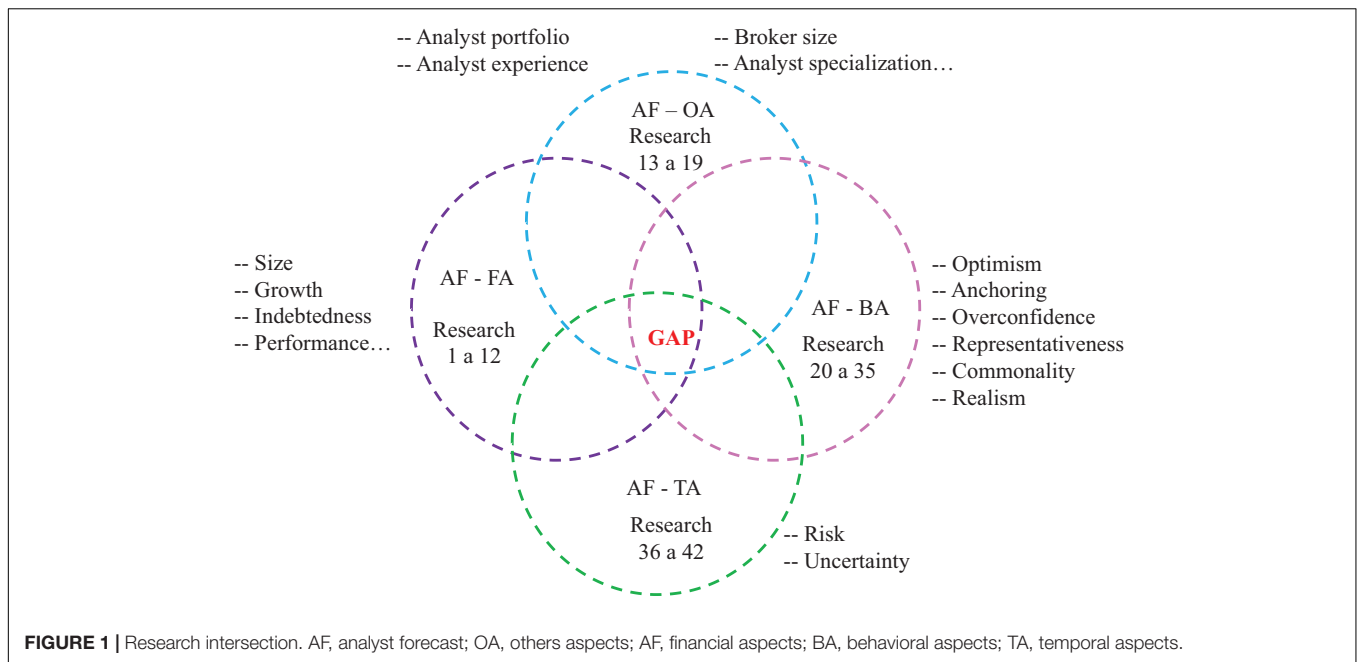 -- Analyst portfolio
-- Analyst experience
-- Broker size
-- Analyst specialization…
AF – OA
Research
13 a 19
-- Size
-- Growth
-- Indebtedness
-- Performance…
AF - FA
Research
1 a 12
GAP
AF - BA
Research
20 a 35
-- Optimism
-- Anchoring
-- Overconfidence
-- Representativeness
-- Commonality
-- Realism
AF - TA
Research
36 a 42
-- Risk
-- Uncertainty
FIGURE 1 | Research intersection. AF, analyst forecast; OA, others aspects; AF, financial aspects; BA, behavioral aspects; TA, temporal aspects.